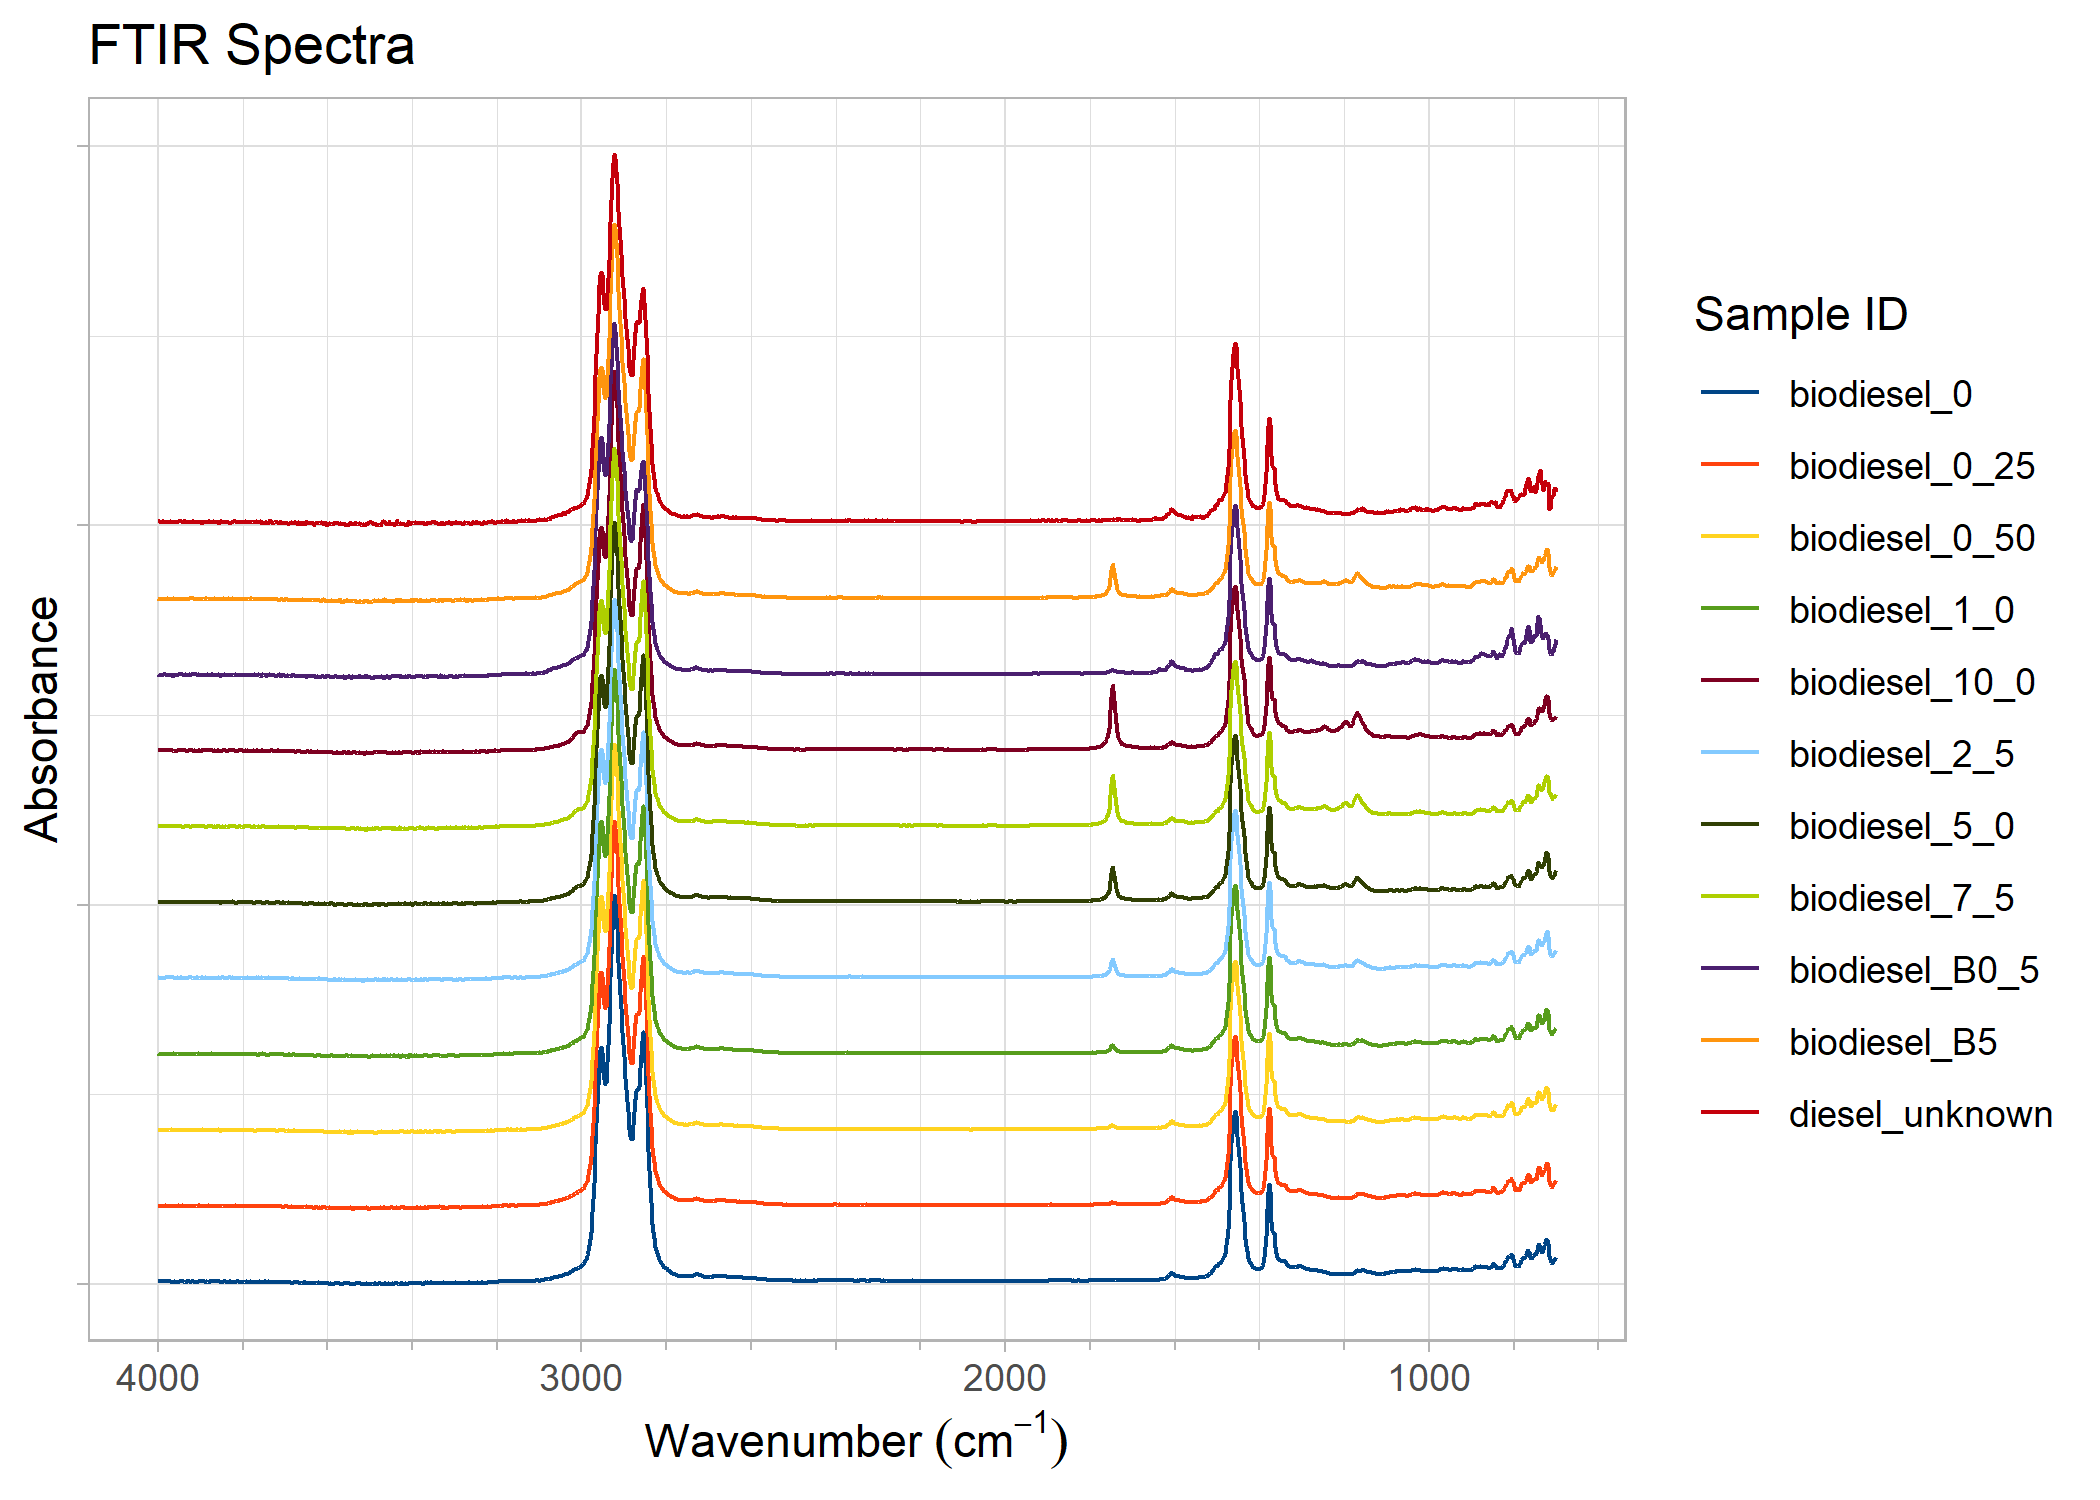 FTIR Spectra
Absorbance
4000
3000
2000
1000
Wavenumber (cm⁻¹)
Sample ID
biodiesel_0
biodiesel_0_25
biodiesel_0_50
biodiesel_1_0
biodiesel_10_0
biodiesel_2_5
biodiesel_5_0
biodiesel_7_5
biodiesel_B0_5
biodiesel_B5
diesel_unknown